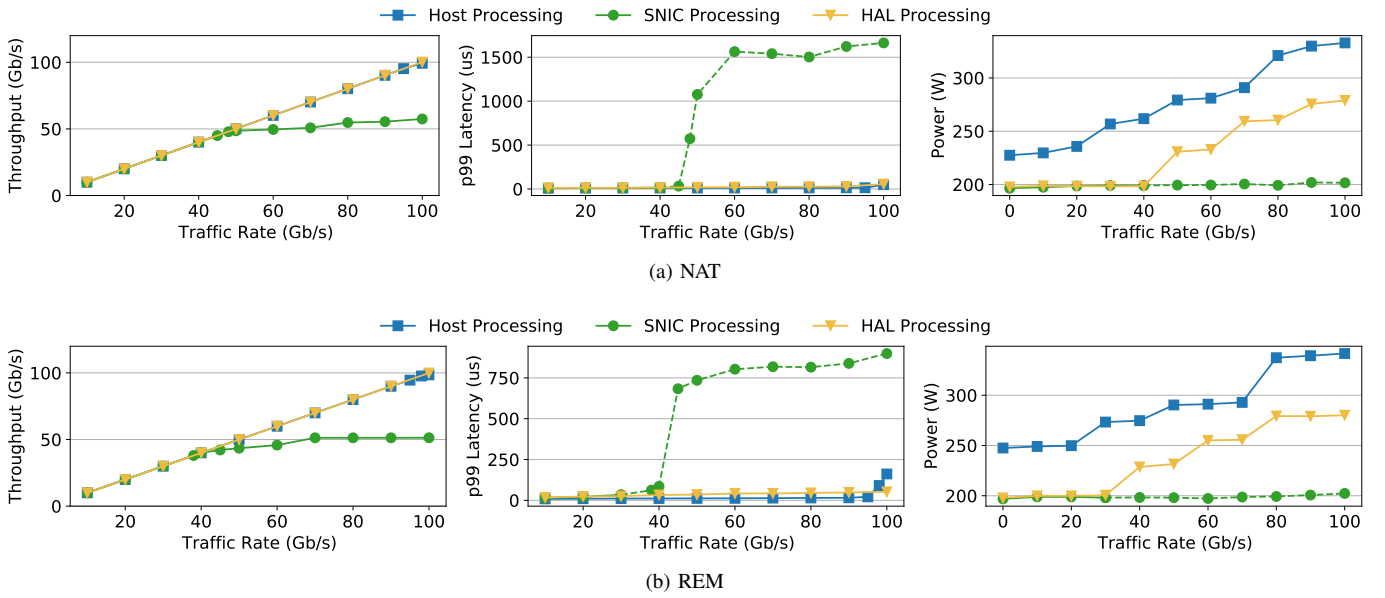 Host Processing SNIC Processing HAL Processing
Throughput (Gb/s)
100
50
0
20 40 60 80 100
Traffic Rate (Gb/s)
p99 Latency (us)
1500
1000
500
0
20 40 60 80 100
Traffic Rate (Gb/s)
Power (W)
300
250
200
0 20 40 60 80 100
Traffic Rate (Gb/s)
(a) NAT
Host Processing SNIC Processing HAL Processing
Throughput (Gb/s)
100
50
0
20 40 60 80 100
Traffic Rate (Gb/s)
p99 Latency (us)
750
500
250
0
20 40 60 80 100
Traffic Rate (Gb/s)
Power (W)
300
250
200
0 20 40 60 80 100
Traffic Rate (Gb/s)
(b) REM